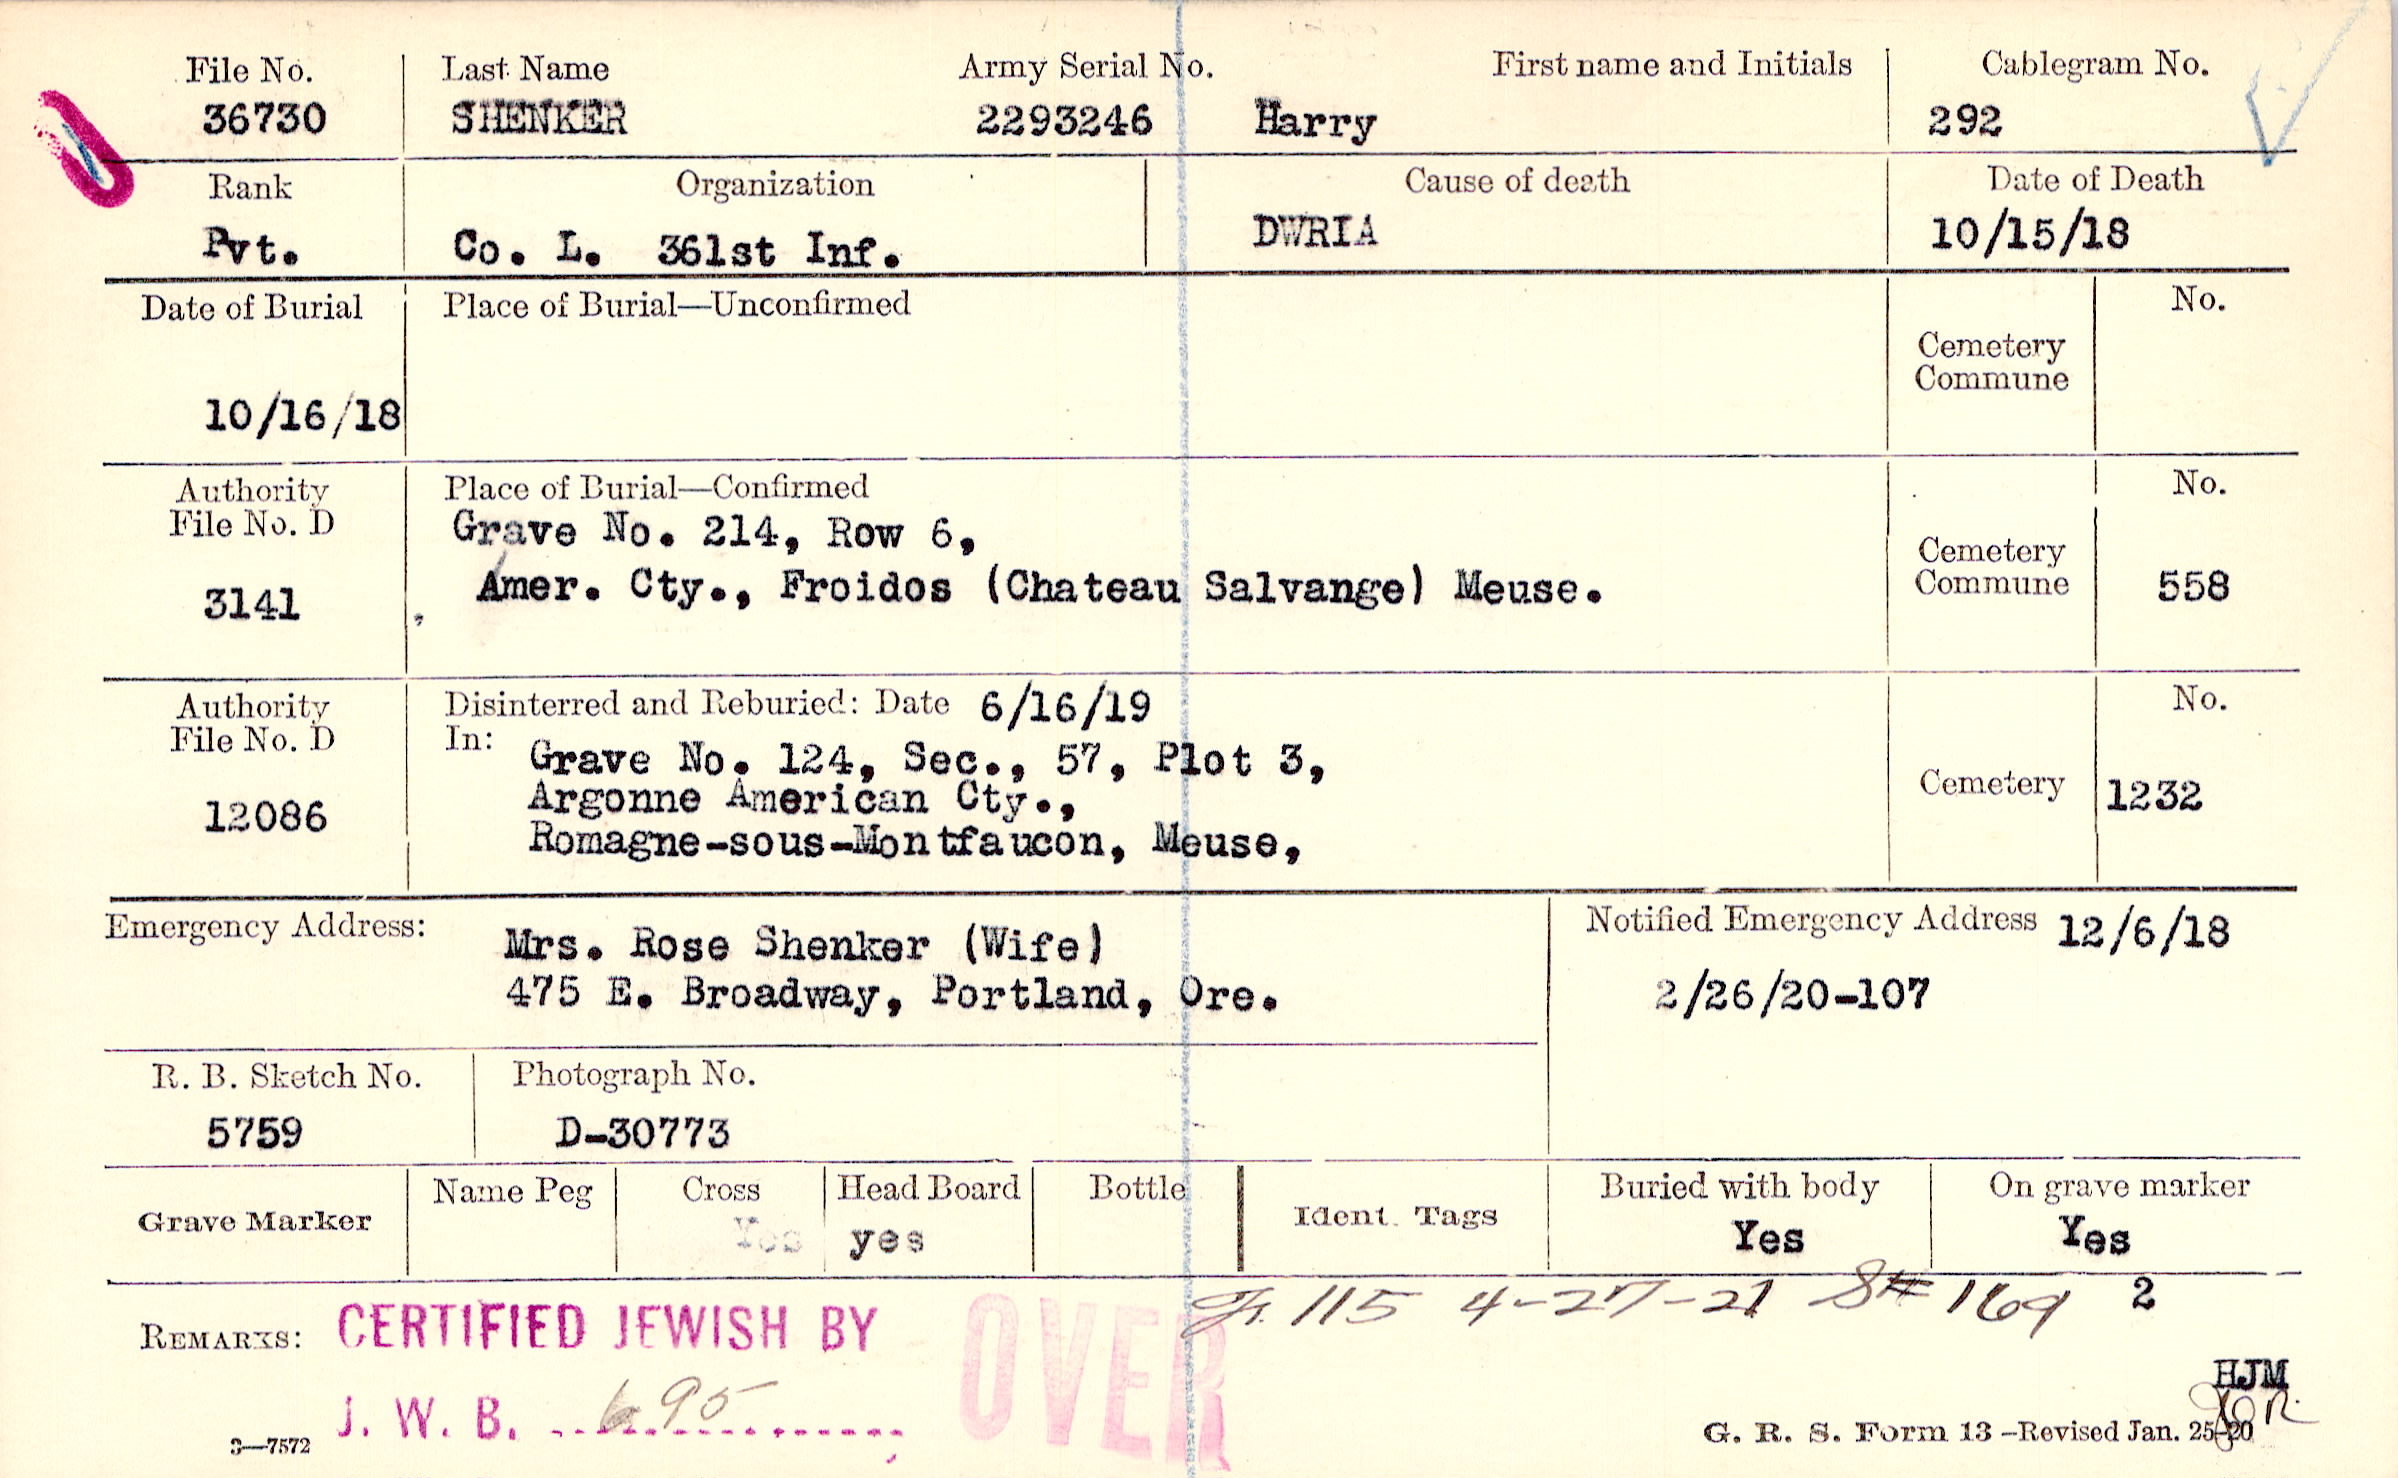 File No. Last Name Army Serial No. First name and Initials Cablegram No.
36730 SHENKER 2293246 Harry 292
Rank Organization Cause of death Date of Death
Pvt. Co. L. 361st Inf. DWRIA 10/15/18
Date of Burial Place of Burial—Unconfirmed No.
Cemetery
Commune
10/16/18
Authority Place of Burial—Confirmed No.
File No. D Grave No. 214, Row 6,
Cemetery
3141 Amer. Cty., Froidos (Chateau Salvange) Meuse. Commune 558
Authority Disinterred and Reburied: Date 6/16/19 No.
File No. D In: Grave No. 124, Sec., 57, Plot 3,
12086 Argonne American Cty., Cemetery 1232
Romagne-sous-Montfaucon, Meuse,
Emergency Address: Mrs. Rose Shenker (Wife) Notified Emergency Address 12/6/18
475 E. Broadway, Portland, Ore. 2/26/20-107
R. B. Sketch No. Photograph No.
5759 D-30773
Grave Marker Name Peg Cross Head Board Bottle Ident. Tags Buried with body On grave marker
Yes yes Yes Yes
115 4-27-21 S# 169 2
REMARKS: CERTIFIED JEWISH BY OVER
HJM
J. W. B. 695
3—7572 G. R. S. Form 13—Revised Jan. 25-20